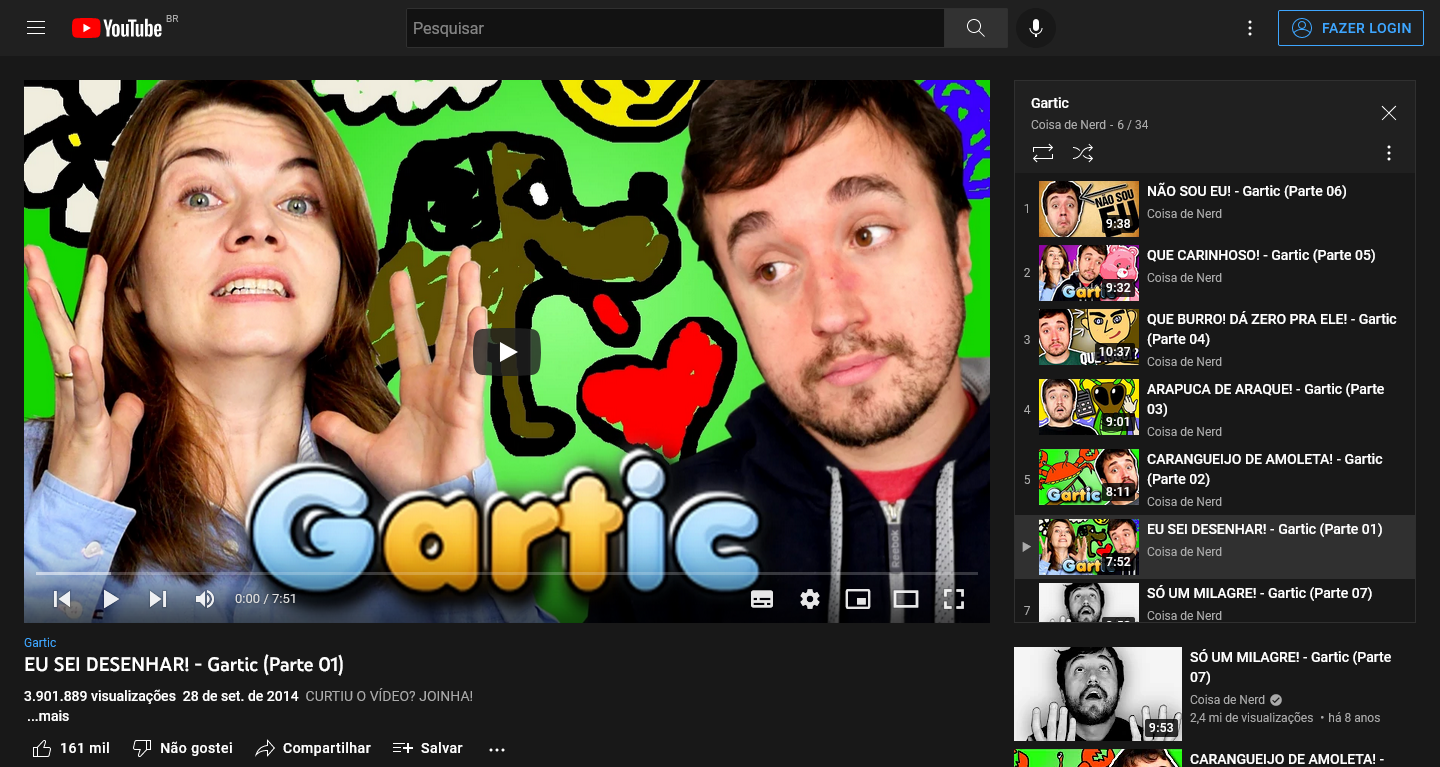 YouTube BR
Pesquisar
FAZER LOGIN
Gartic
0:00 / 7:51
Gartic
EU SEI DESENHAR! - Gartic (Parte 01)
3.901.889 visualizações 28 de set. de 2014 CURTIU O VÍDEO? JOINHA!
...mais
161 mil
Não gostei
Compartilhar
Salvar
Gartic
Coisa de Nerd - 6 / 34
1
NÃO SOU EU
9:38
NÃO SOU EU! - Gartic (Parte 06)
Coisa de Nerd
2
Gartic
9:32
QUE CARINHOSO! - Gartic (Parte 05)
Coisa de Nerd
3
10:37
QUE BURRO! DÁ ZERO PRA ELE! - Gartic
(Parte 04)
Coisa de Nerd
4
9:01
ARAPUCA DE ARAQUE! - Gartic (Parte
03)
Coisa de Nerd
5
Gartic
8:11
CARANGUEIJO DE AMOLETA! - Gartic
(Parte 02)
Coisa de Nerd
7:52
EU SEI DESENHAR! - Gartic (Parte 01)
Coisa de Nerd
7
SÓ UM MILAGRE! - Gartic (Parte 07)
Coisa de Nerd
9:53
SÓ UM MILAGRE! - Gartic (Parte
07)
Coisa de Nerd
2,4 mi de visualizações • há 8 anos
CARANGUEIJO DE AMOLETA! -